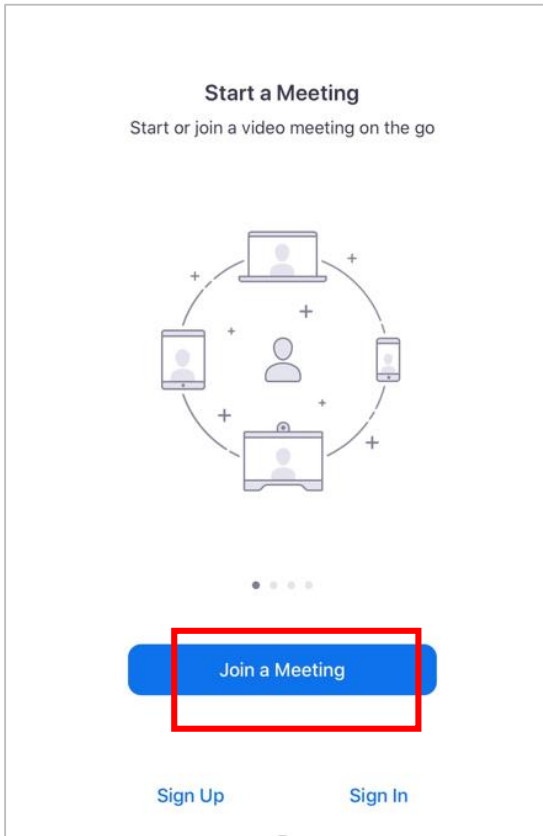 Start a Meeting
Start or join a video meeting on the go
Join a Meeting
Sign Up
Sign In